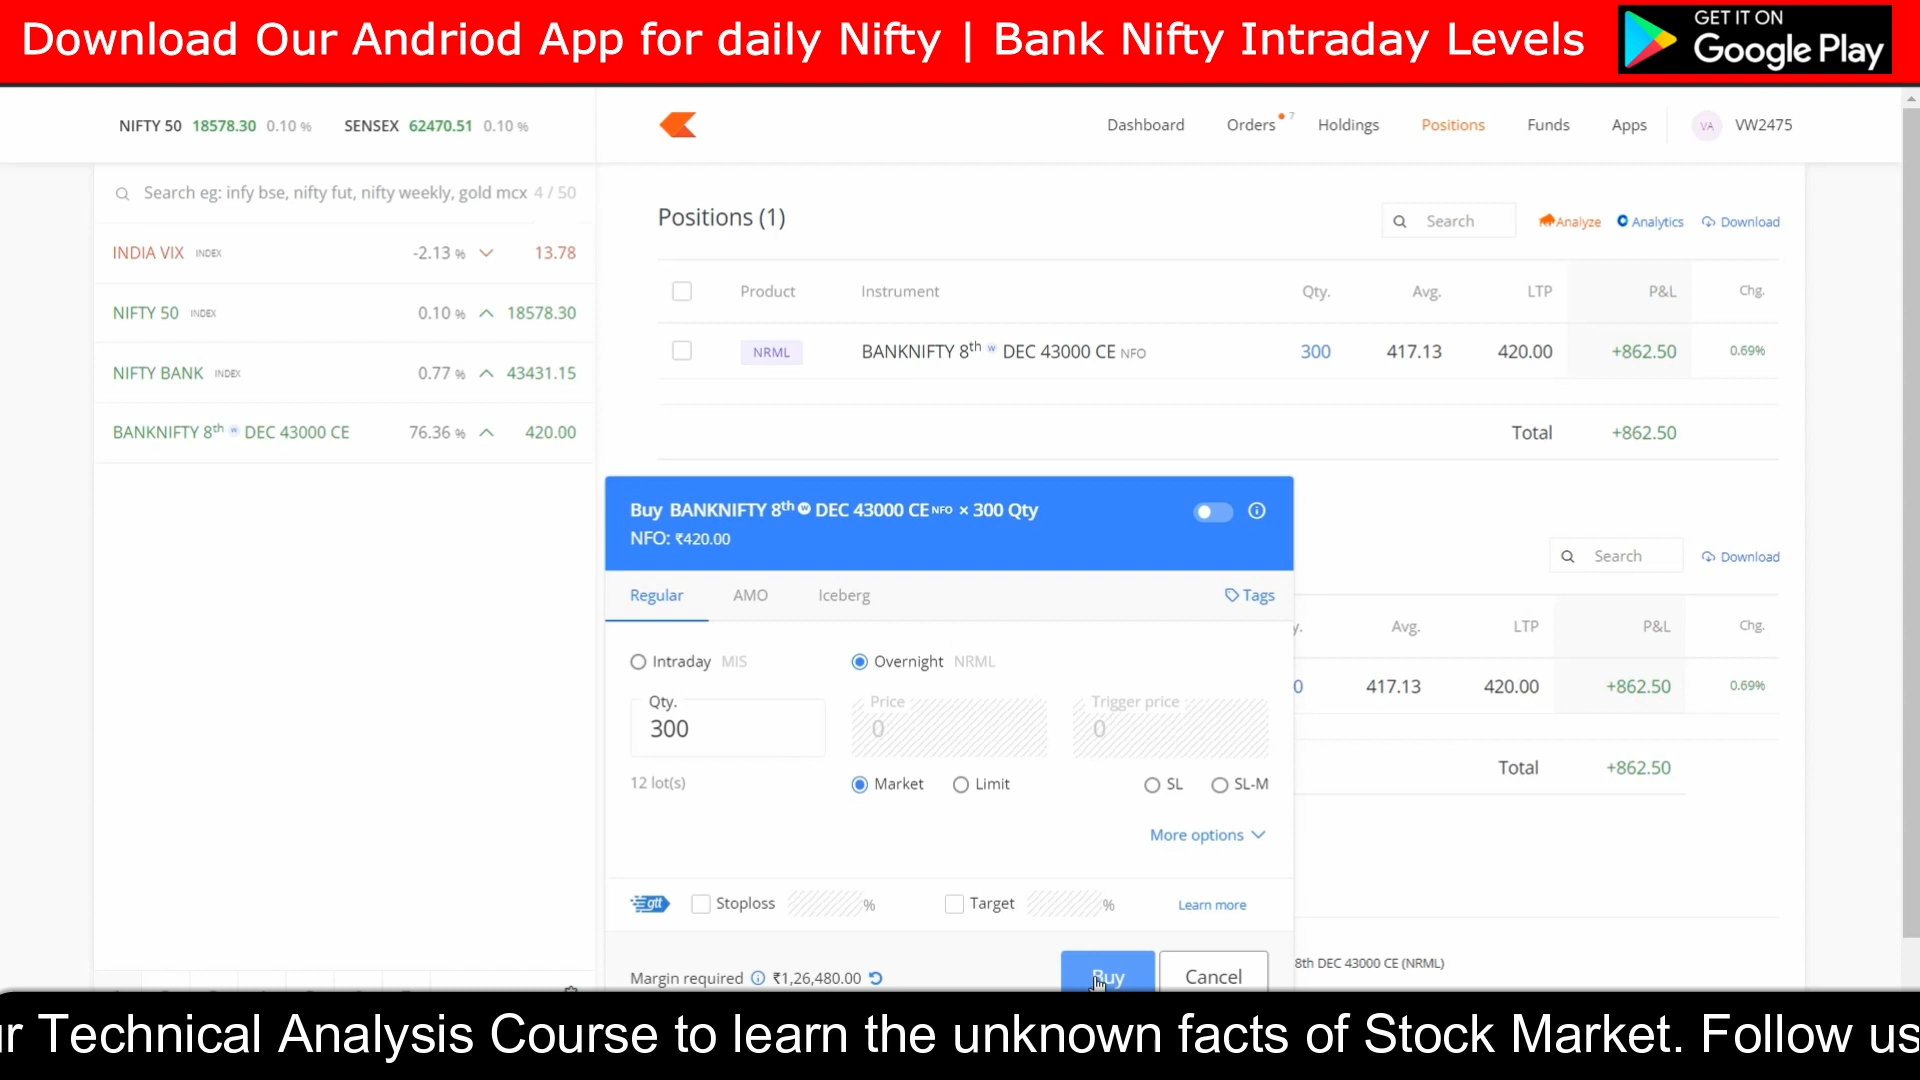 Download Our Andriod App for daily Nifty | Bank Nifty Intraday Levels
GET IT ON
Google Play
NIFTY 50 18578.30 0.10 % SENSEX 62470.51 0.10 %
Dashboard Orders 7 Holdings Positions Funds Apps VA VW2475
Search eg: infy bse, nifty fut, nifty weekly, gold mcx 4 / 50
INDIA VIX INDEX -2.13 % 13.78
NIFTY 50 INDEX 0.10 % 18578.30
NIFTY BANK INDEX 0.77 % 43431.15
BANKNIFTY 8th w DEC 43000 CE 76.36 % 420.00
Positions (1)
Search Analyze Analytics Download
Product Instrument Qty. Avg. LTP P&L Chg.
NRML BANKNIFTY 8th w DEC 43000 CE NFO 300 417.13 420.00 +862.50 0.69%
Total +862.50
Buy BANKNIFTY 8th w DEC 43000 CE NFO × 300 Qty
NFO: ₹420.00
Regular AMO Iceberg Tags
Intraday MIS Overnight NRML
Qty. Price Trigger price
300 0 0
12 lot(s) Market Limit SL SL-M
More options
gtt Stoploss % Target % Learn more
Margin required ₹1,26,480.00 Buy Cancel
Search Download
y. Avg. LTP P&L Chg.
0 417.13 420.00 +862.50 0.69%
Total +862.50
8th DEC 43000 CE (NRML)
r Technical Analysis Course to learn the unknown facts of Stock Market. Follow us